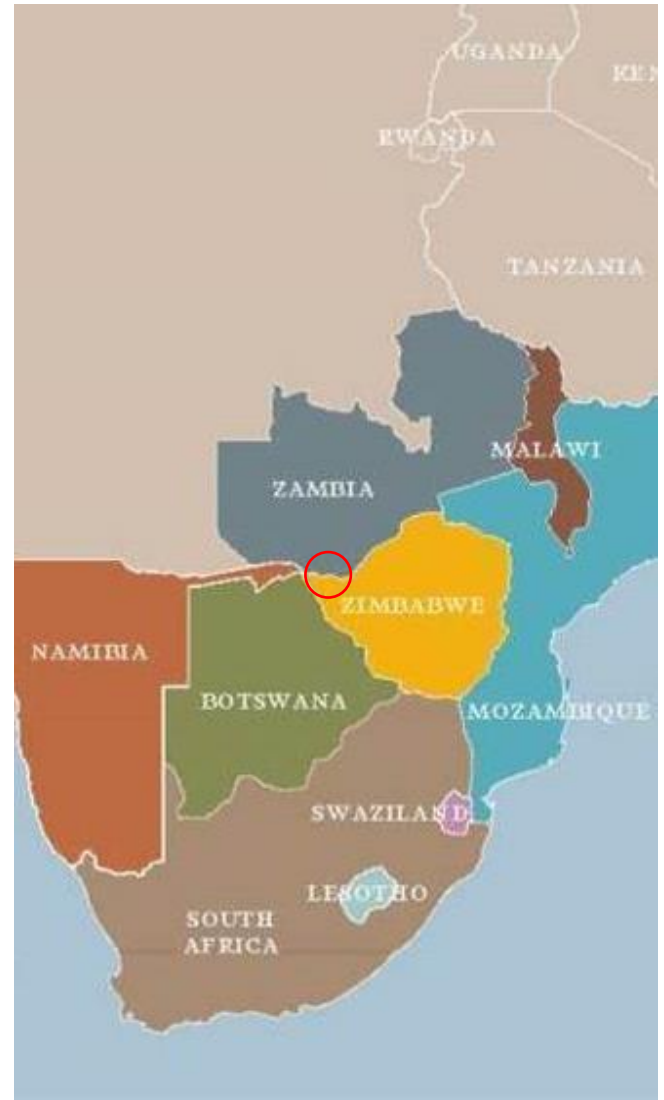 UGANDA
KEN
RWANDA
TANZANIA
MALAWI
ZAMBIA
ZIMBABWE
NAMIBIA
BOTSWANA
MOZAMBIQUE
SWAZILAND
LESOTHO
SOUTH
AFRICA